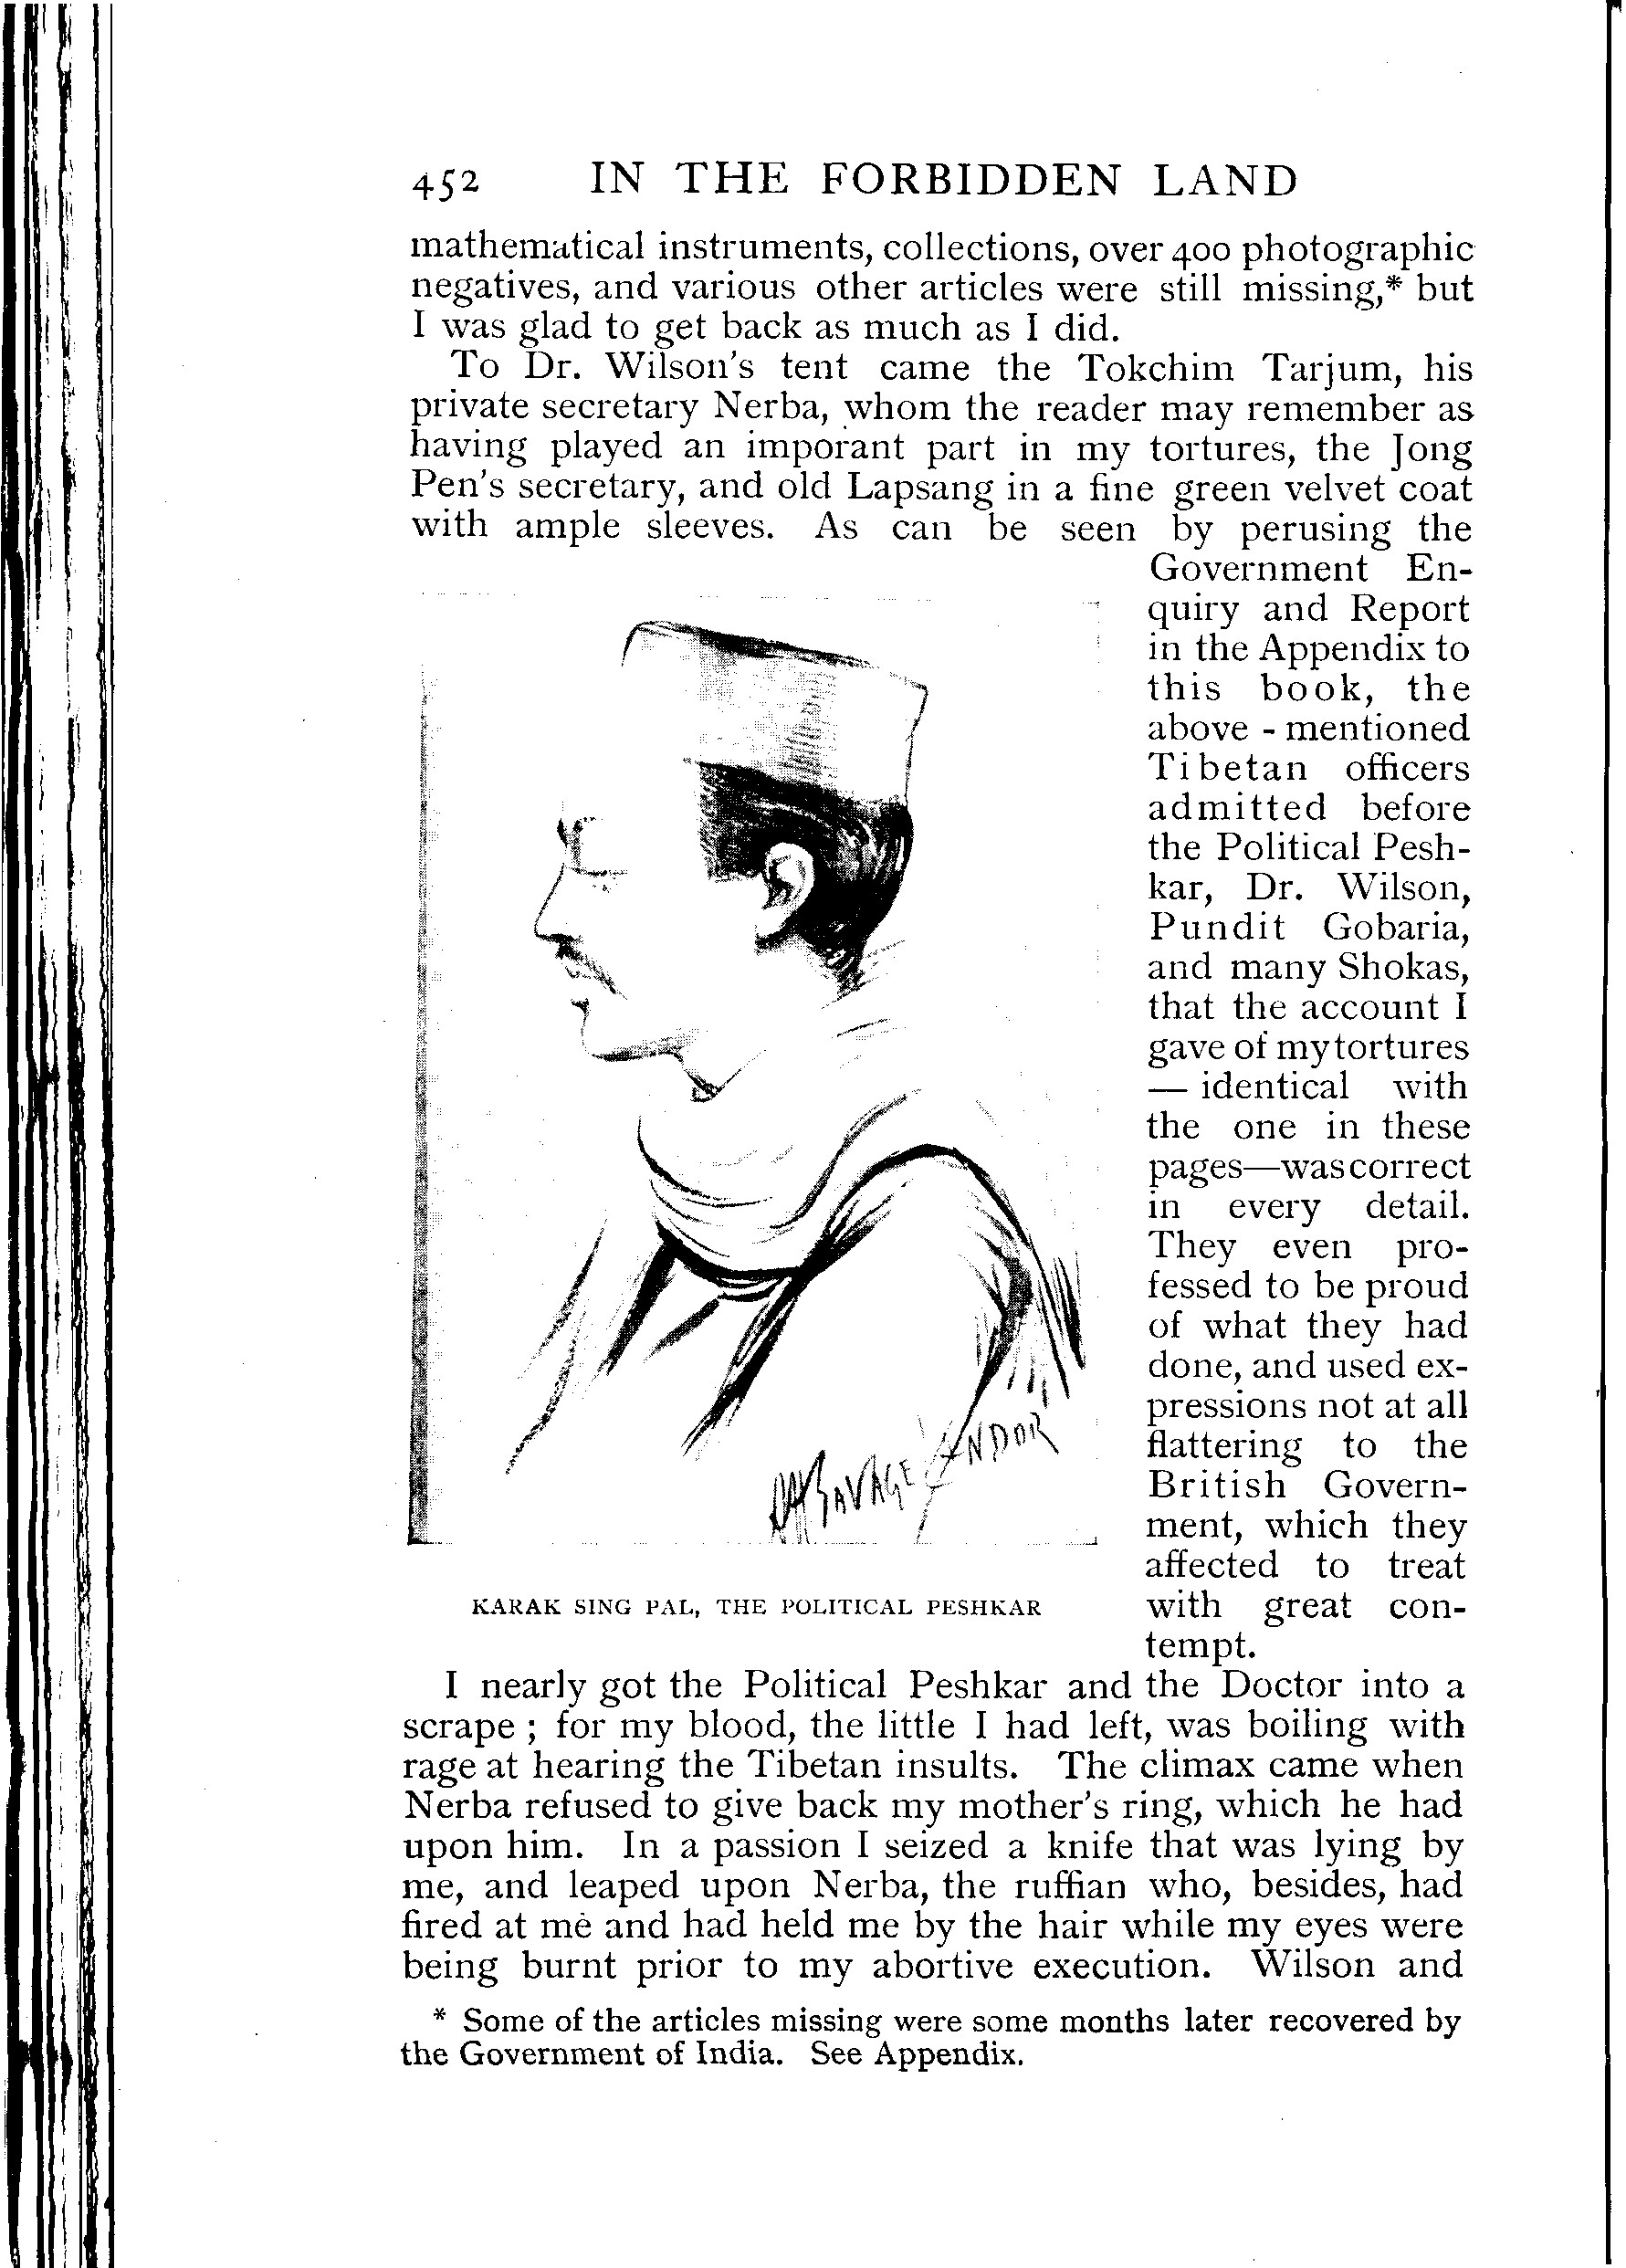 452 IN THE FORBIDDEN LAND
mathematical instruments, collections, over 400 photographic
negatives, and various other articles were still missing,* but
I was glad to get back as much as I did.
To Dr. Wilson's tent came the Tokchim Tarjum, his
private secretary Nerba, whom the reader may remember as
having played an imporant part in my tortures, the Jong
Pen's secretary, and old Lapsang in a fine green velvet coat
with ample sleeves. As can be seen by perusing the
Government En-
quiry and Report
in the Appendix to
this book, the
above - mentioned
Tibetan officers
admitted before
the Political Pesh-
kar, Dr. Wilson,
Pundit Gobaria,
and many Shokas,
that the account I
gave of my tortures
— identical with
the one in these
pages—was correct
in every detail.
They even pro-
fessed to be proud
of what they had
done, and used ex-
pressions not at all
flattering to the
British Govern-
ment, which they
affected to treat
with great con-
tempt.
A H SAVAGE LANDOR
KARAK SING PAL, THE POLITICAL PESHKAR
I nearly got the Political Peshkar and the Doctor into a
scrape ; for my blood, the little I had left, was boiling with
rage at hearing the Tibetan insults. The climax came when
Nerba refused to give back my mother's ring, which he had
upon him. In a passion I seized a knife that was lying by
me, and leaped upon Nerba, the ruffian who, besides, had
fired at me and had held me by the hair while my eyes were
being burnt prior to my abortive execution. Wilson and
* Some of the articles missing were some months later recovered by
the Government of India. See Appendix.